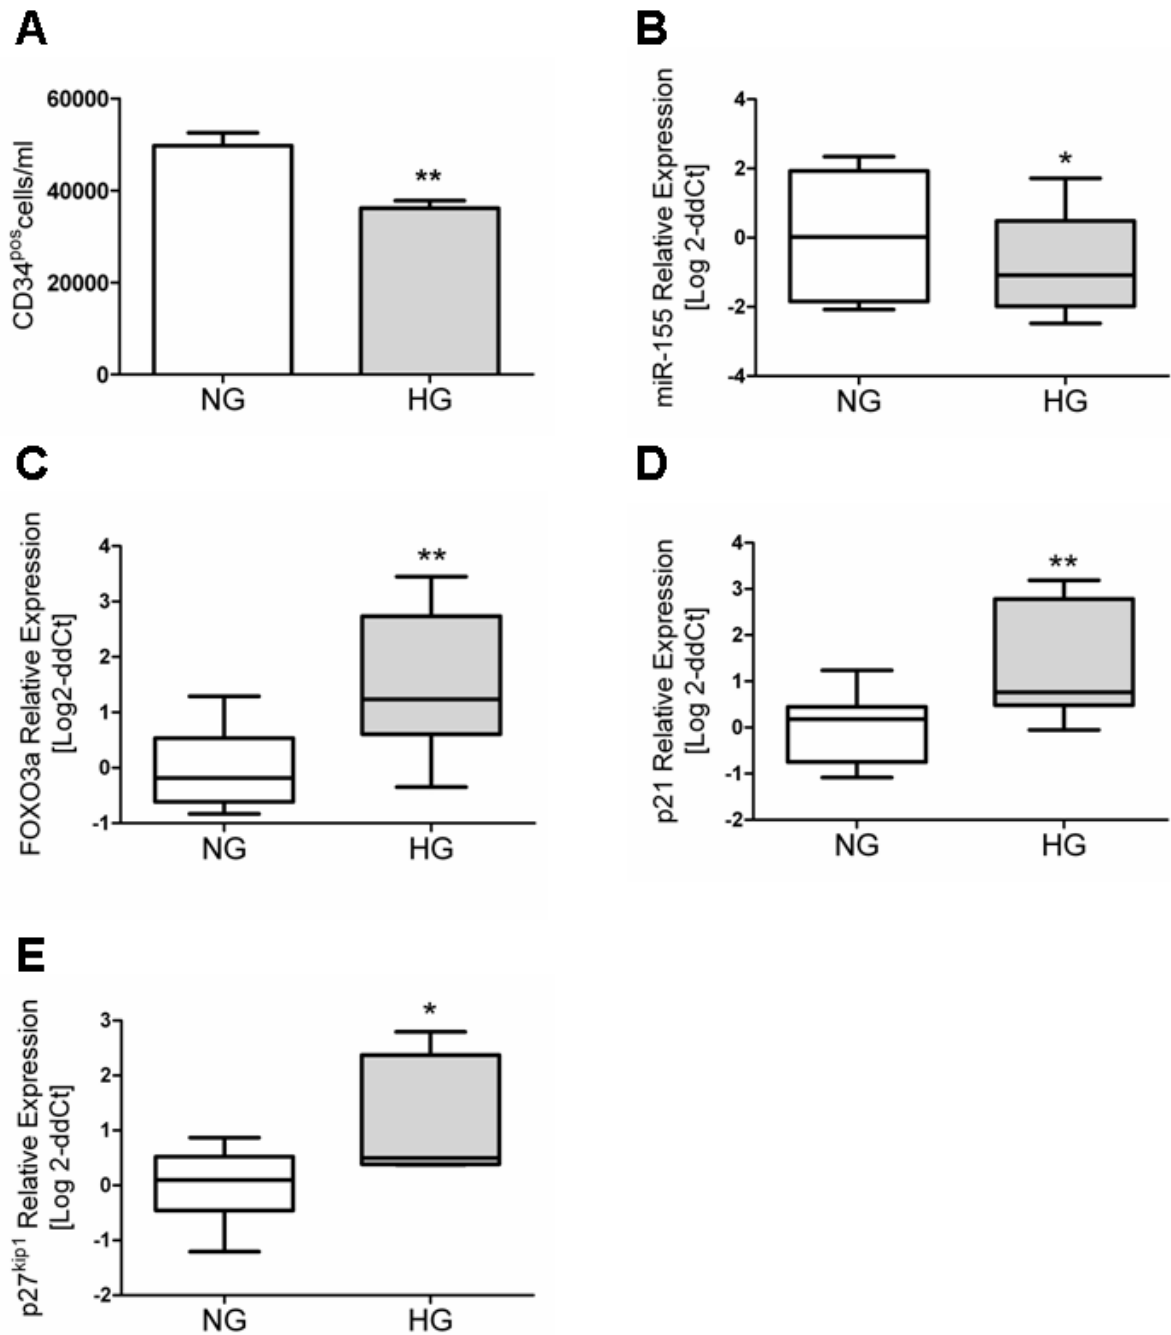 A
CD34poscells/ml
60000
40000
20000
0
**
NG
HG
B
miR-155 Relative Expression
[Log 2-ddCt]
4
2
0
-2
-4
*
NG
HG
C
FOXO3a Relative Expression
[Log2-ddCt]
4
3
2
1
0
-1
**
NG
HG
D
p21 Relative Expression
[Log 2-ddCt]
4
3
2
1
0
-1
-2
**
NG
HG
E
p27kip1 Relative Expression
[Log 2-ddCt]
3
2
1
0
-1
-2
*
NG
HG